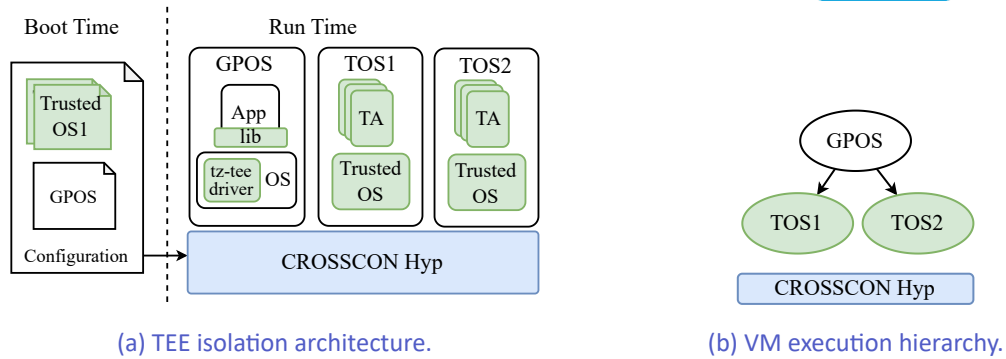 Boot Time
Run Time
Trusted
OS1
GPOS
Configuration
GPOS
App
lib
tz-tee
driver
OS
TOS1
TA
Trusted
OS
TOS2
TA
Trusted
OS
CROSSCON Hyp
(a) TEE isolation architecture.
GPOS
TOS1
TOS2
CROSSCON Hyp
(b) VM execution hierarchy.